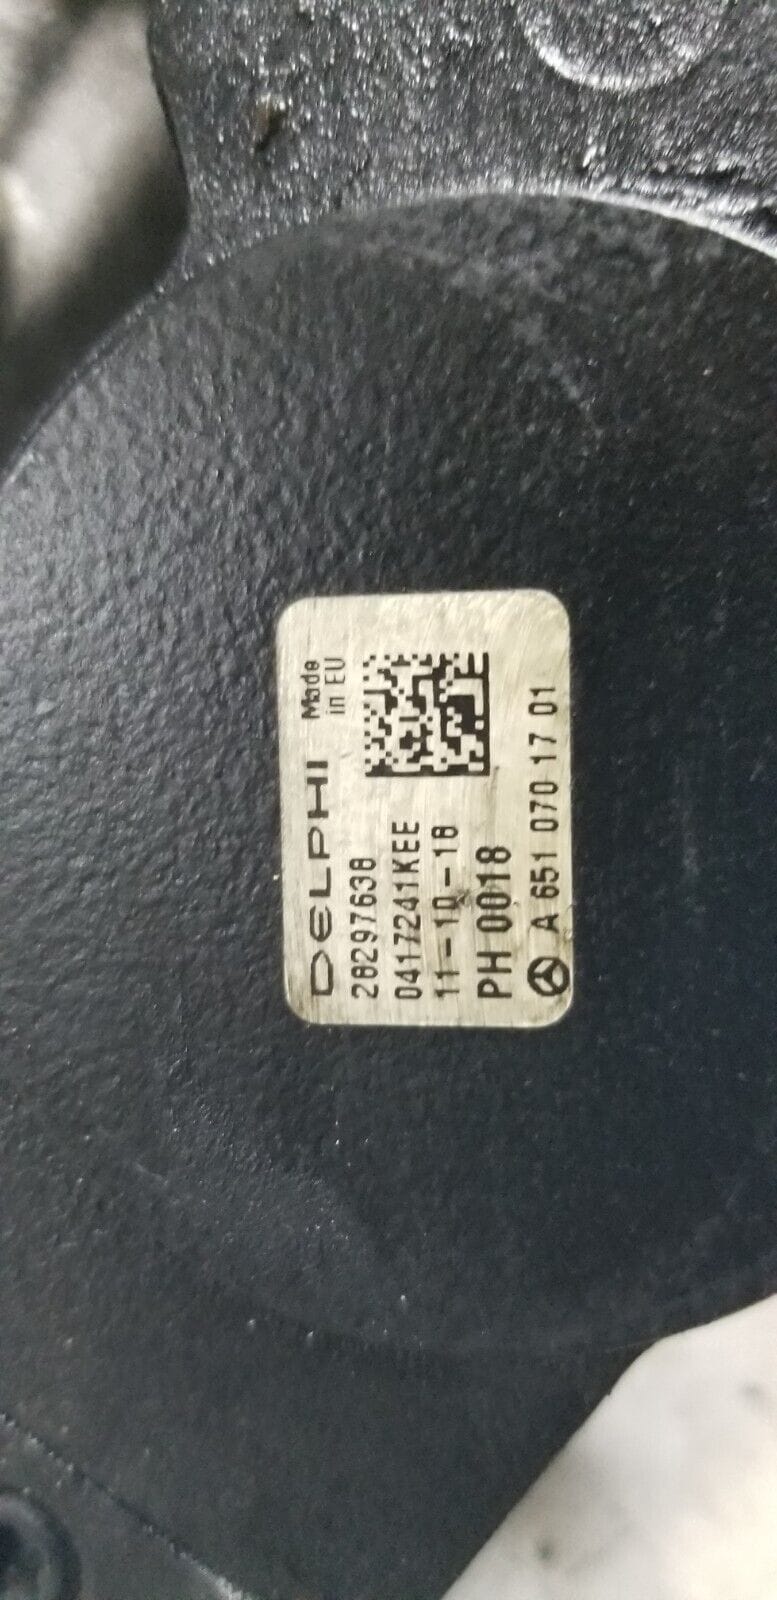 DELPHI
Made
in EU
28297638
0417241KEE
11-10-18
PH 0018
A 651 070 17 01